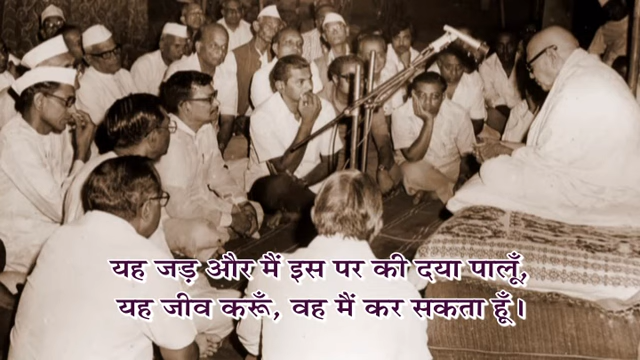 यह जड़ और मैं इस पर की दया पालूँ,
यह जीव करूँ, वह मैं कर सकता हूँ।